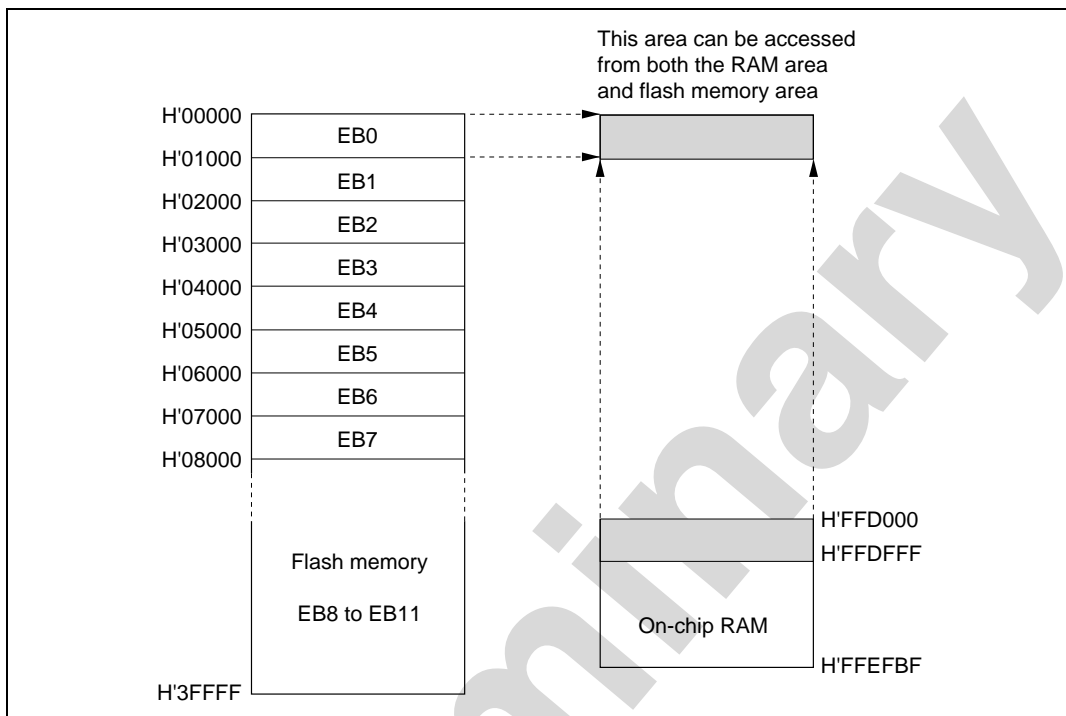 This area can be accessed
from both the RAM area
and flash memory area
H'00000
EB0
H'01000
EB1
H'02000
EB2
H'03000
EB3
H'04000
EB4
H'05000
EB5
H'06000
EB6
H'07000
EB7
H'08000
Flash memory
EB8 to EB11
H'3FFFF
H'FFD000
H'FFDFFF
On-chip RAM
H'FFEFBF
minary